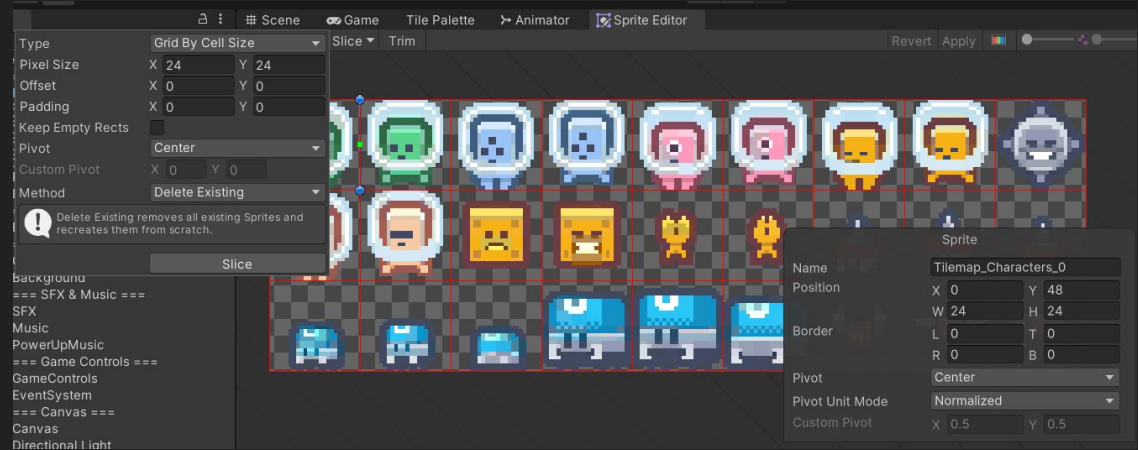 Scene Game Tile Palette Animator Sprite Editor
Slice Trim Revert Apply
Type Grid By Cell Size
Pixel Size X 24 Y 24
Offset X 0 Y 0
Padding X 0 Y 0
Keep Empty Rects
Pivot Center
Custom Pivot X 0 Y 0
Method Delete Existing
Delete Existing removes all existing Sprites and
recreates them from scratch.
Slice
Background
=== SFX & Music ===
SFX
Music
PowerUpMusic
=== Game Controls ===
GameControls
EventSystem
=== Canvas ===
Canvas
Directional Light
Sprite
Name Tilemap_Characters_0
Position X 0 Y 48
W 24 H 24
Border L 0 T 0
R 0 B 0
Pivot Center
Pivot Unit Mode Normalized
Custom Pivot X 0.5 Y 0.5